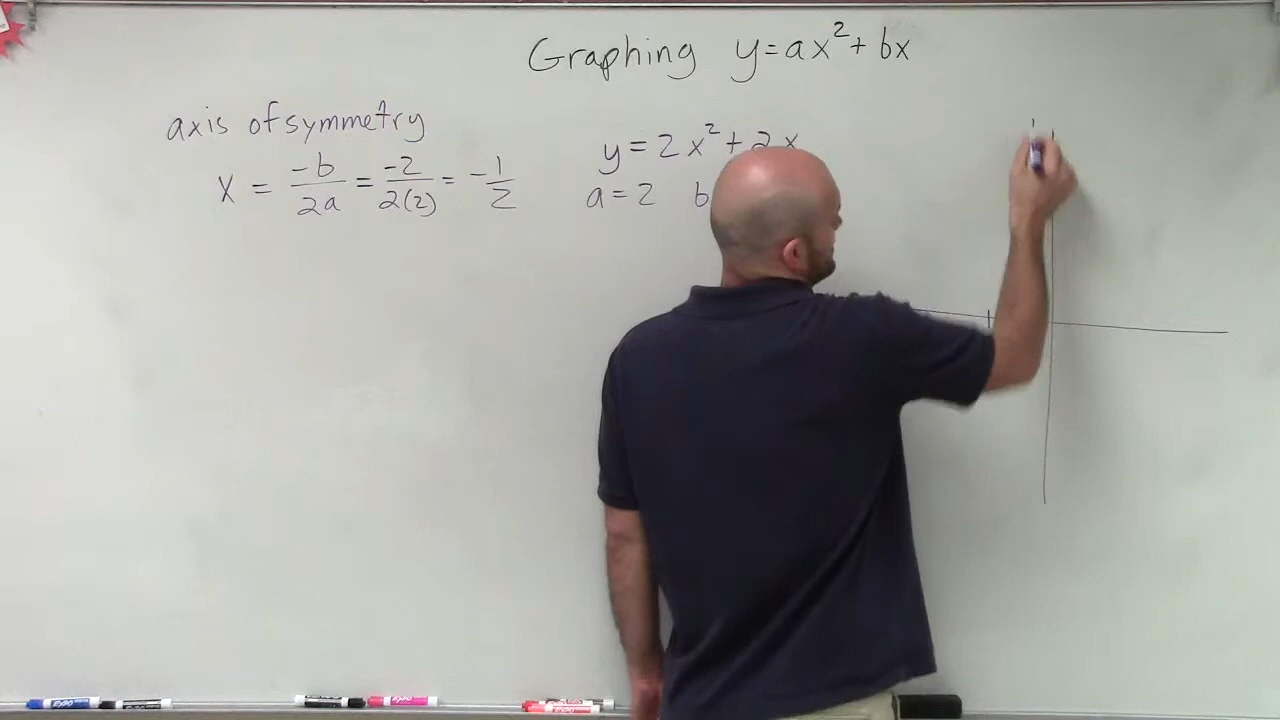 Graphing y=ax²+bx
axis of symmetry
x = -b/2a = -2/2(2) = -1/2
y=2x²+2x
a=2 b